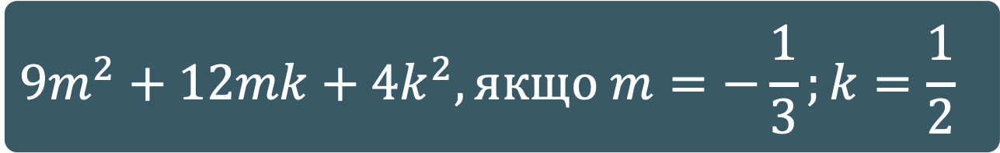 9m² + 12mk + 4k², якщо m = −1/3; k = 1/2